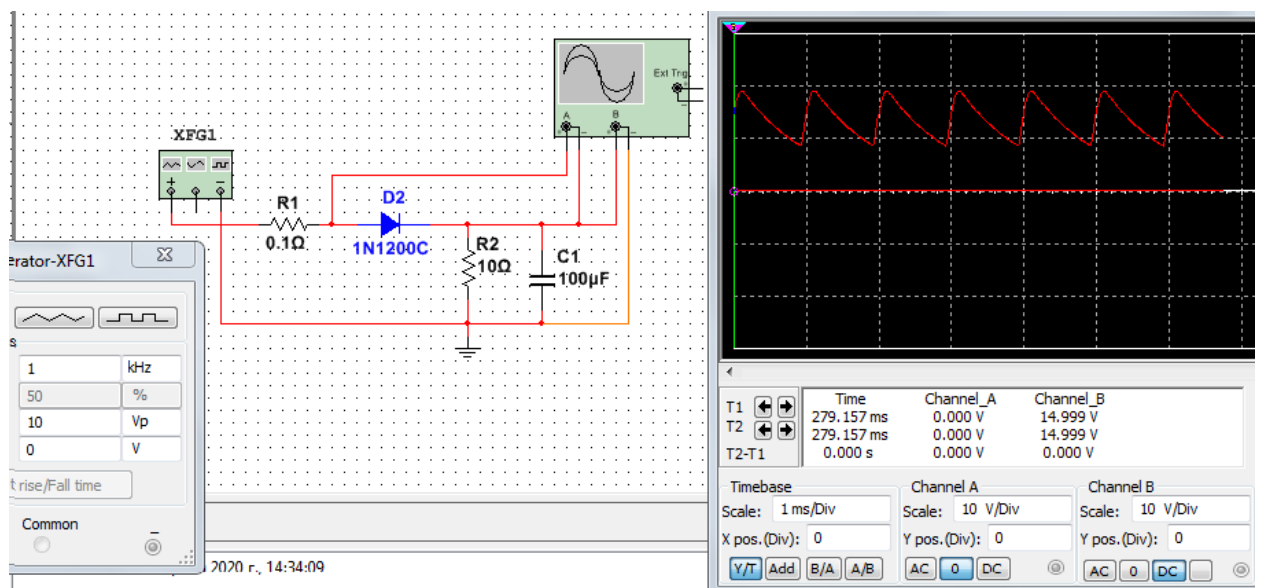 XFG1
+
−
R1
0.1Ω
D2
1N1200C
R2
10Ω
C1
100µF
A
B
Ext Trig
erator-XFG1
s
1
kHz
50
%
10
Vp
0
V
t rise/Fall time
Common
−
2020 г., 14:34:09
Time
Channel_A
Channel_B
T1
279.157 ms
0.000 V
14.999 V
T2
279.157 ms
0.000 V
14.999 V
T2-T1
0.000 s
0.000 V
0.000 V
Timebase
Scale: 1 ms/Div
X pos.(Div): 0
Y/T Add B/A A/B
Channel A
Scale: 10 V/Div
Y pos.(Div): 0
AC 0 DC
Channel B
Scale: 10 V/Div
Y pos.(Div): 0
AC 0 DC